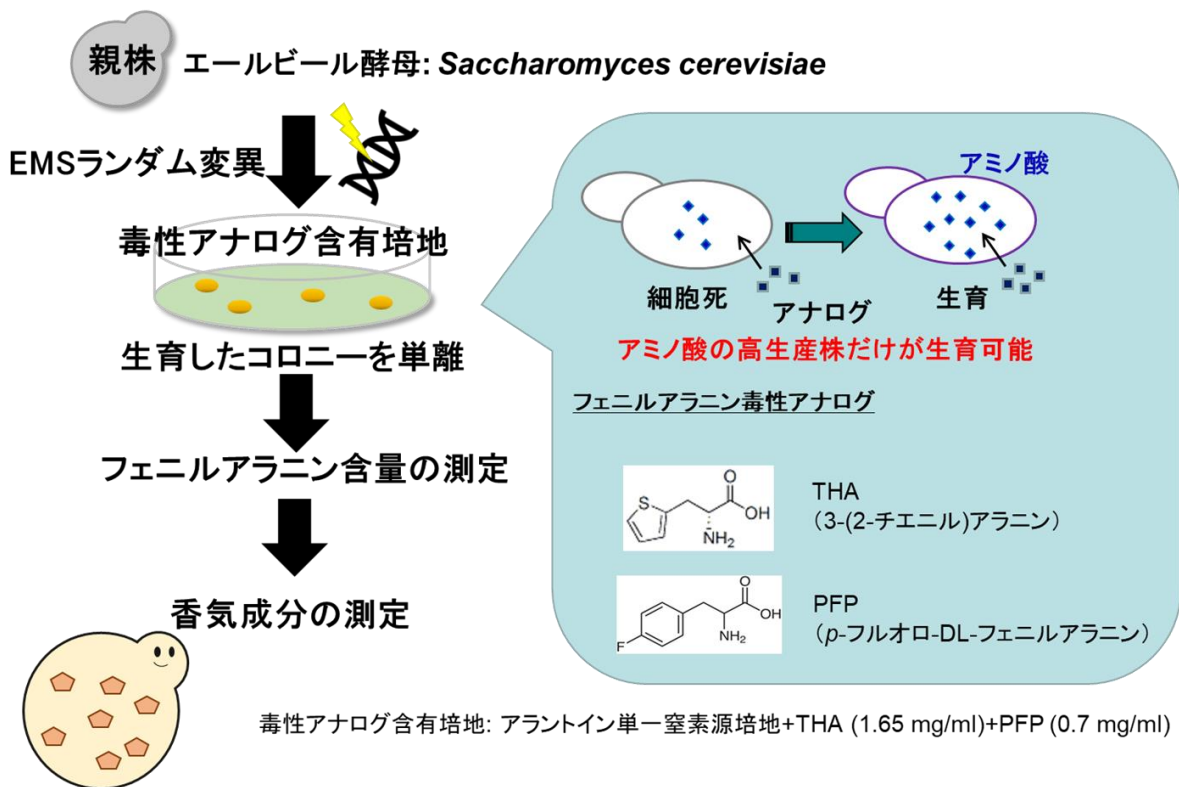 親株
エールビール酵母: Saccharomyces cerevisiae
EMSランダム変異
毒性アナログ含有培地
生育したコロニーを単離
フェニルアラニン含量の測定
香気成分の測定
アミノ酸
細胞死
アナログ
生育
アミノ酸の高生産株だけが生育可能
フェニルアラニン毒性アナログ
S
O
OH
NH2
THA
(3-(2-チエニル)アラニン)
O
OH
NH2
F
PFP
(p-フルオロ-DL-フェニルアラニン)
毒性アナログ含有培地: アラントイン単一窒素源培地+THA (1.65 mg/ml)+PFP (0.7 mg/ml)